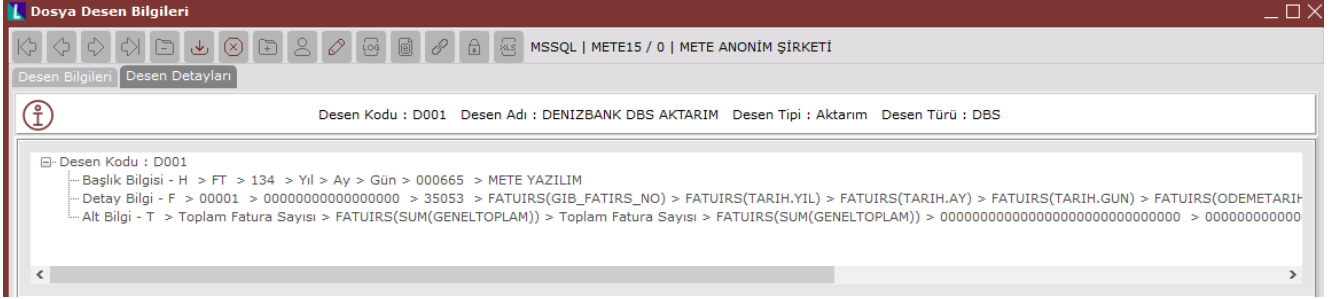 Dosya Desen Bilgileri
LOG XLS MSSQL | METE15 / 0 | METE ANONİM ŞİRKETİ
Desen Bilgileri Desen Detayları
Desen Kodu : D001 Desen Adı : DENIZBANK DBS AKTARIM Desen Tipi : Aktarım Desen Türü : DBS
Desen Kodu : D001
Başlık Bilgisi - H > FT > 134 > Yıl > Ay > Gün > 000665 > METE YAZILIM
Detay Bilgi - F > 00001 > 0000000000000000 > 35053 > FATUIRS(GIB_FATIRS_NO) > FATUIRS(TARIH.YIL) > FATUIRS(TARIH.AY) > FATUIRS(TARIH.GUN) > FATUIRS(ODEMETARIH
Alt Bilgi - T > Toplam Fatura Sayısı > FATUIRS(SUM(GENELTOPLAM)) > Toplam Fatura Sayısı > FATUIRS(SUM(GENELTOPLAM)) > 000000000000000000000000000000 > 000000000000